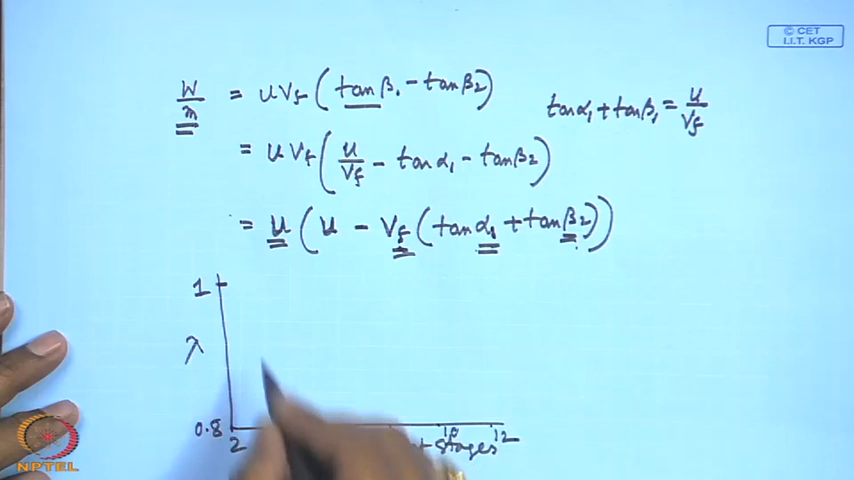 © CET
I.I.T. KGP
W/m = uVf (tanβ1 - tanβ2)
tanα1 + tanβ1 = u/Vf
= uVf (u/Vf - tanα1 - tanβ2)
= u (u - Vf (tanα1 + tanβ2))
1
λ
0.8
2 10 12
stages
NPTEL